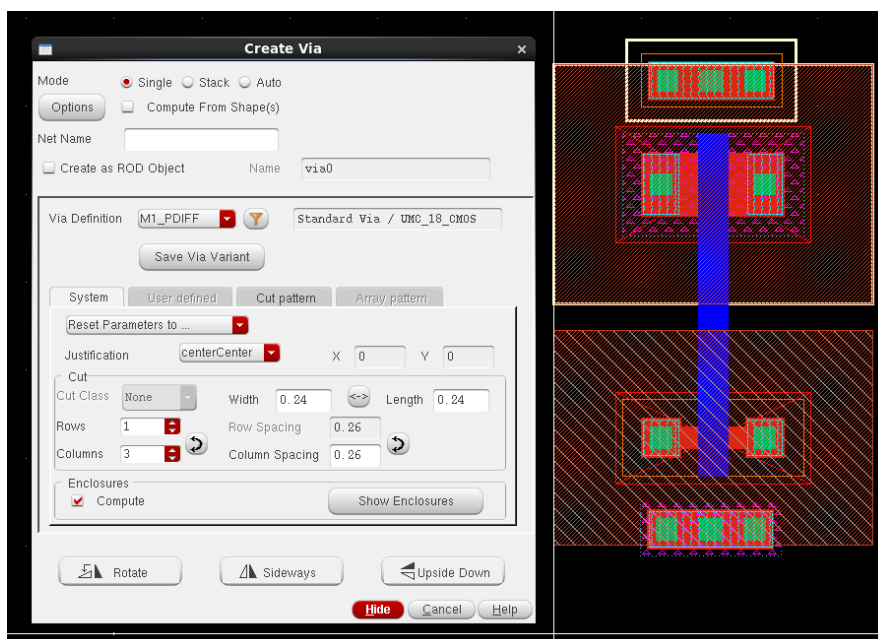 Create Via ×
Mode Single Stack Auto
Options Compute From Shape(s)
Net Name
Create as ROD Object Name via0
Via Definition M1_PDIFF Standard Via / UMC_18_CMOS
Save Via Variant
System User defined Cut pattern Array pattern
Reset Parameters to ...
Justification centerCenter X 0 Y 0
Cut
Cut Class None Width 0.24 <-> Length 0.24
Rows 1 Row Spacing 0.26
Columns 3 Column Spacing 0.26
Enclosures
Compute Show Enclosures
Rotate Sideways Upside Down
Hide Cancel Help